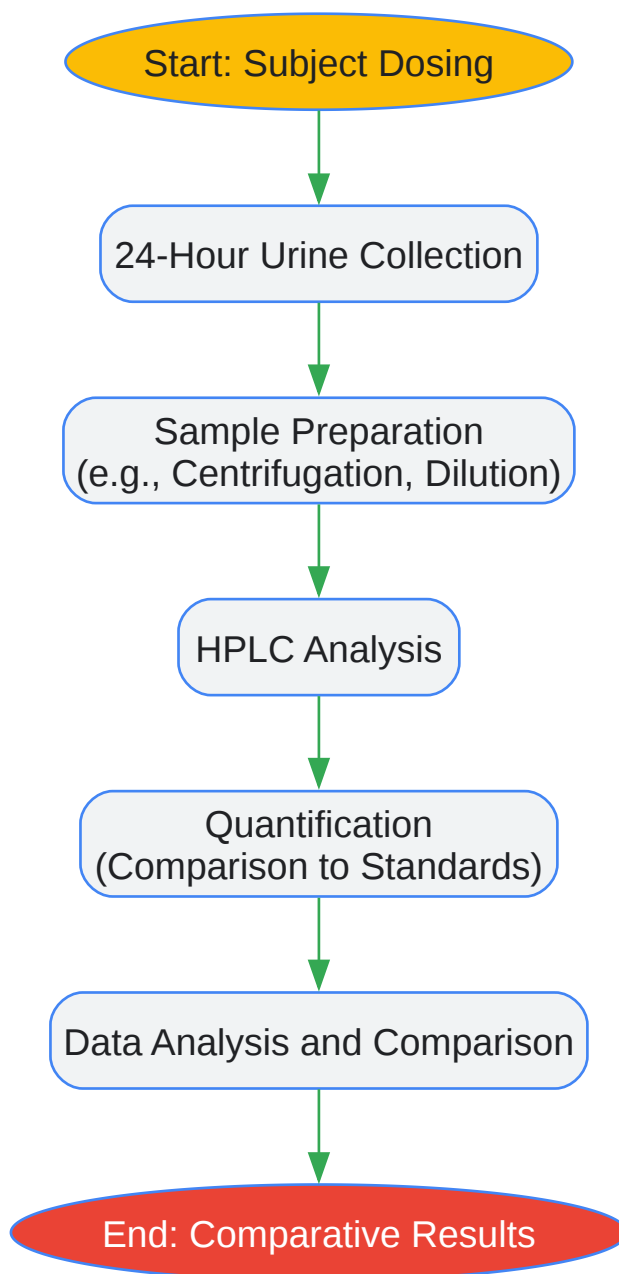 Start: Subject Dosing
24-Hour Urine Collection
Sample Preparation
(e.g., Centrifugation, Dilution)
HPLC Analysis
Quantification
(Comparison to Standards)
Data Analysis and Comparison
End: Comparative Results